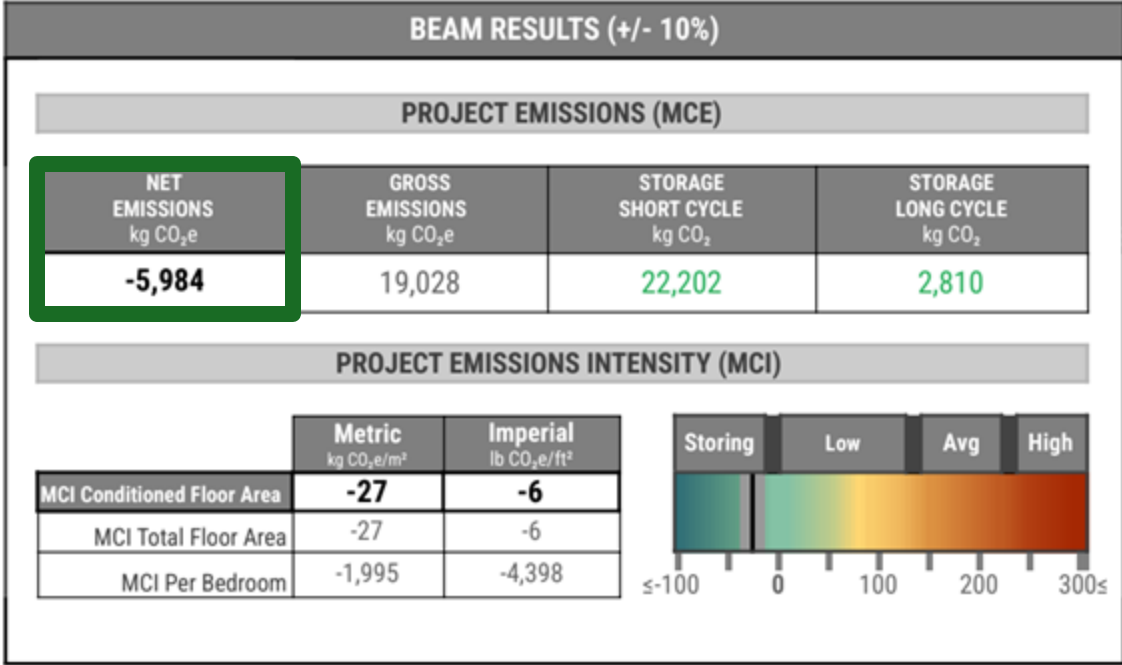 BEAM RESULTS (+/- 10%)
PROJECT EMISSIONS (MCE)
NET EMISSIONS kg CO₂e
GROSS EMISSIONS kg CO₂e
STORAGE SHORT CYCLE kg CO₂
STORAGE LONG CYCLE kg CO₂
-5,984 19,028 22,202 2,810
PROJECT EMISSIONS INTENSITY (MCI)
Metric kg CO₂e/m²
Imperial lb CO₂e/ft²
MCI Conditioned Floor Area -27 -6
MCI Total Floor Area -27 -6
MCI Per Bedroom -1,995 -4,398
Storing Low Avg High
≤-100 0 100 200 300≤